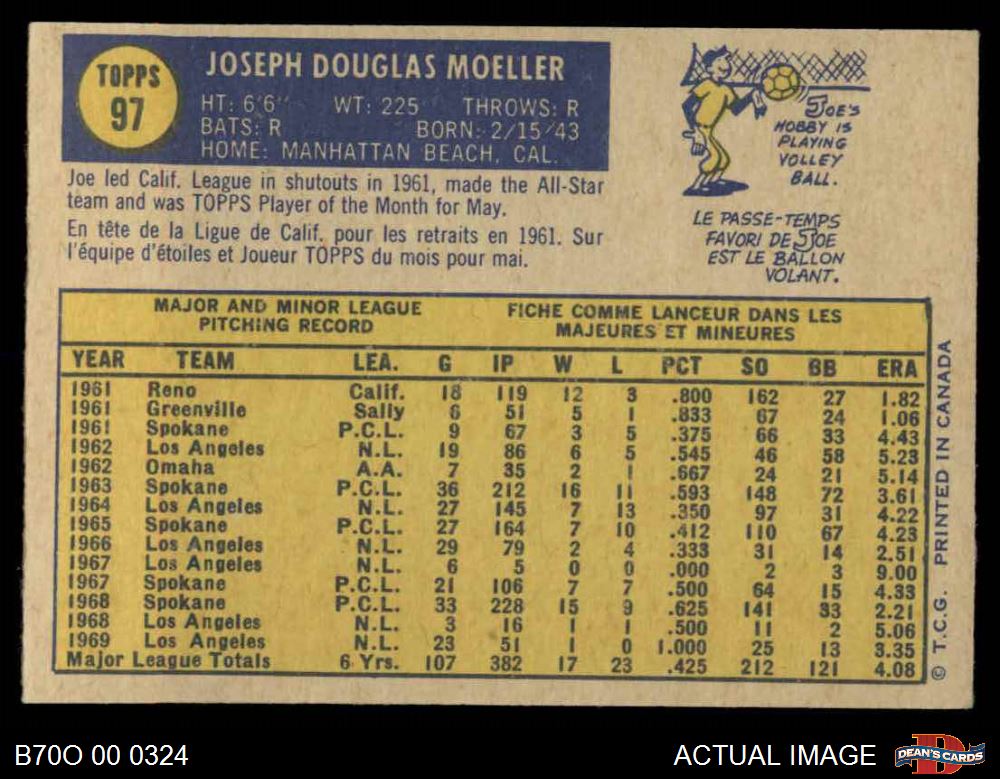 TOPPS
97
JOSEPH DOUGLAS MOELLER
HT: 6'6" WT: 225 THROWS: R
BATS: R BORN: 2/15/43
HOME: MANHATTAN BEACH, CAL.
Joe led Calif. League in shutouts in 1961, made the All-Star
team and was TOPPS Player of the Month for May.
En tête de la Ligue de Calif. pour les retraits en 1961. Sur
l'équipe d'étoiles et Joueur TOPPS du mois pour mai.
JOE'S
HOBBY IS
PLAYING
VOLLEY
BALL.
LE PASSE-TEMPS
FAVORI DE JOE
EST LE BALLON
VOLANT.
MAJOR AND MINOR LEAGUE
PITCHING RECORD
FICHE COMME LANCEUR DANS LES
MAJEURES ET MINEURES
YEAR TEAM LEA. G IP W L PCT SO BB ERA
1961 Reno Calif. 18 119 12 3 .800 162 27 1.82
1961 Greenville Sally 6 51 5 1 .833 67 24 1.06
1961 Spokane P.C.L. 9 67 3 5 .375 66 33 4.43
1962 Los Angeles N.L. 19 86 6 5 .545 46 58 5.23
1962 Omaha A.A. 7 35 2 1 .667 24 21 5.14
1963 Spokane P.C.L. 36 212 16 11 .593 148 72 3.61
1964 Los Angeles N.L. 27 145 7 13 .350 97 31 4.22
1965 Spokane P.C.L. 27 164 7 10 .412 110 67 4.23
1966 Los Angeles N.L. 29 79 2 4 .333 31 14 2.51
1967 Los Angeles N.L. 6 5 0 0 .000 2 3 9.00
1967 Spokane P.C.L. 21 106 7 7 .500 64 15 4.33
1968 Spokane P.C.L. 33 228 15 9 .625 141 33 2.21
1968 Los Angeles N.L. 3 16 1 1 .500 11 2 5.06
1969 Los Angeles N.L. 23 51 1 0 1.000 25 13 3.35
Major League Totals 6 Yrs. 107 382 17 23 .425 212 121 4.08
© T.C.G. PRINTED IN CANADA
B70O 00 0324
ACTUAL IMAGE
DEAN'S CARDS